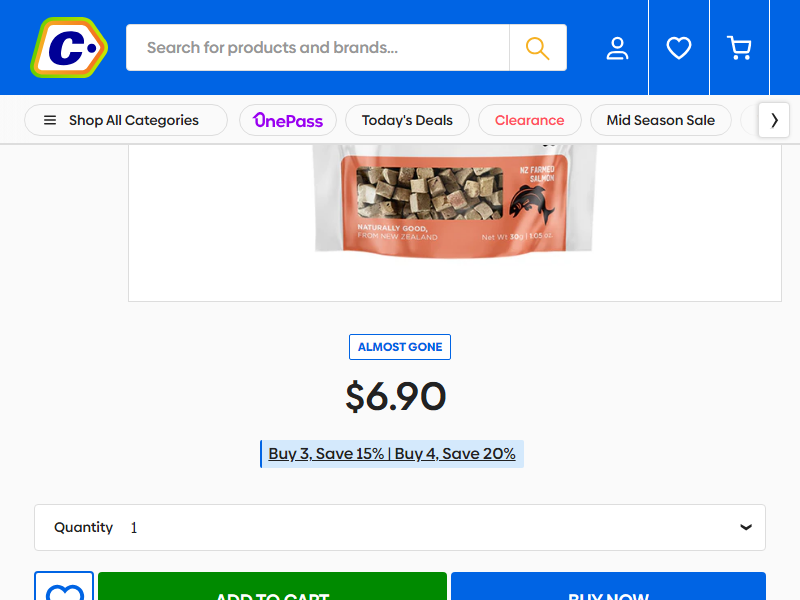 C
Search for products and brands...
Shop All Categories
OnePass
Today's Deals
Clearance
Mid Season Sale
NZ FARMED
SALMON
NATURALLY GOOD,
FROM NEW ZEALAND
Net Wt 30g | 1.05 oz
ALMOST GONE
$6.90
Buy 3, Save 15% | Buy 4, Save 20%
Quantity 1
ADD TO CART
BUY NOW